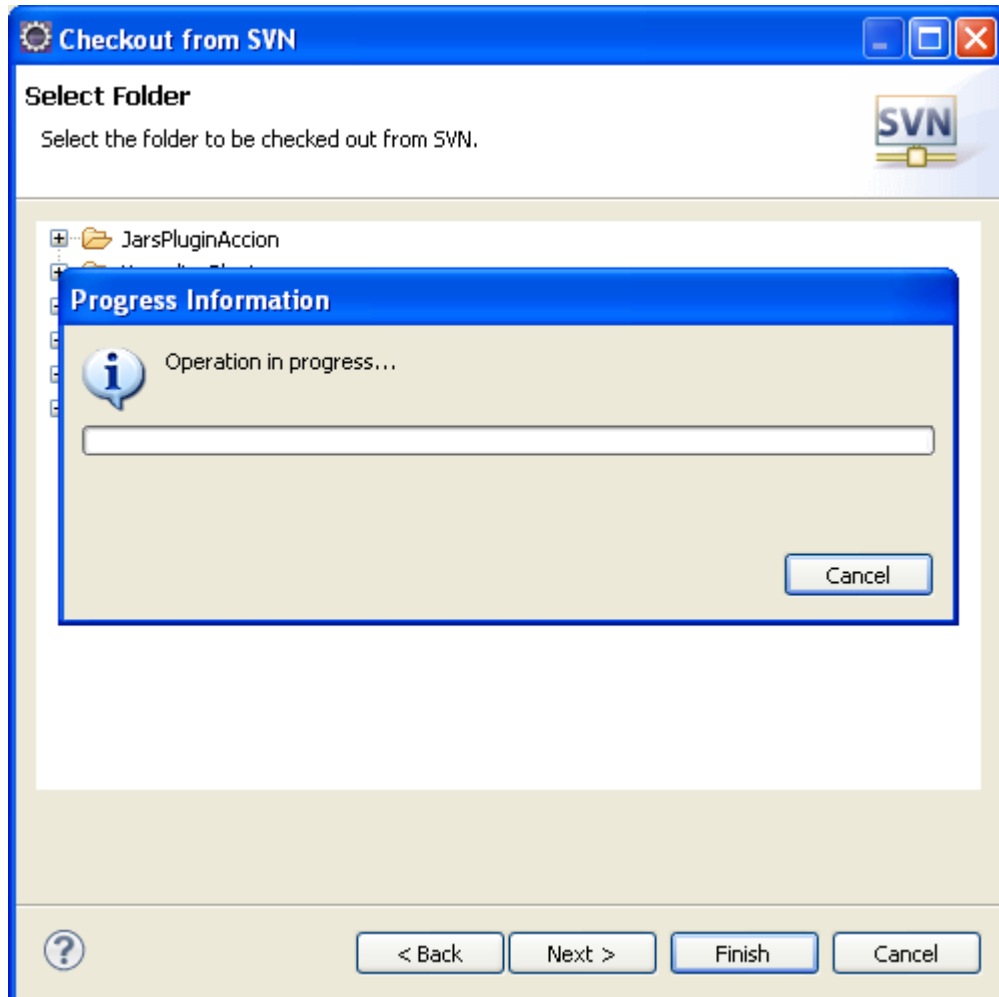 Checkout from SVN
Select Folder
Select the folder to be checked out from SVN.
SVN
JarsPluginAccion
Progress Information
Operation in progress...
Cancel
?
< Back
Next >
Finish
Cancel